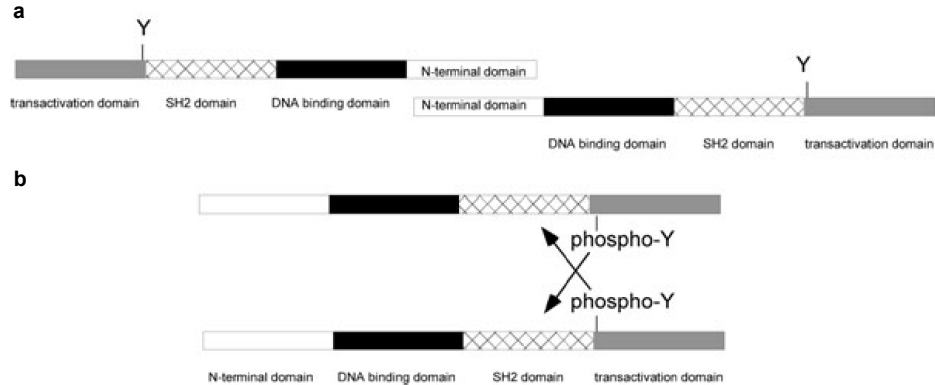 a
Y
N-terminal domain
transactivation domain SH2 domain DNA binding domain
Y
N-terminal domain
DNA binding domain SH2 domain transactivation domain
b
phospho-Y
phospho-Y
N-terminal domain DNA binding domain SH2 domain transactivation domain